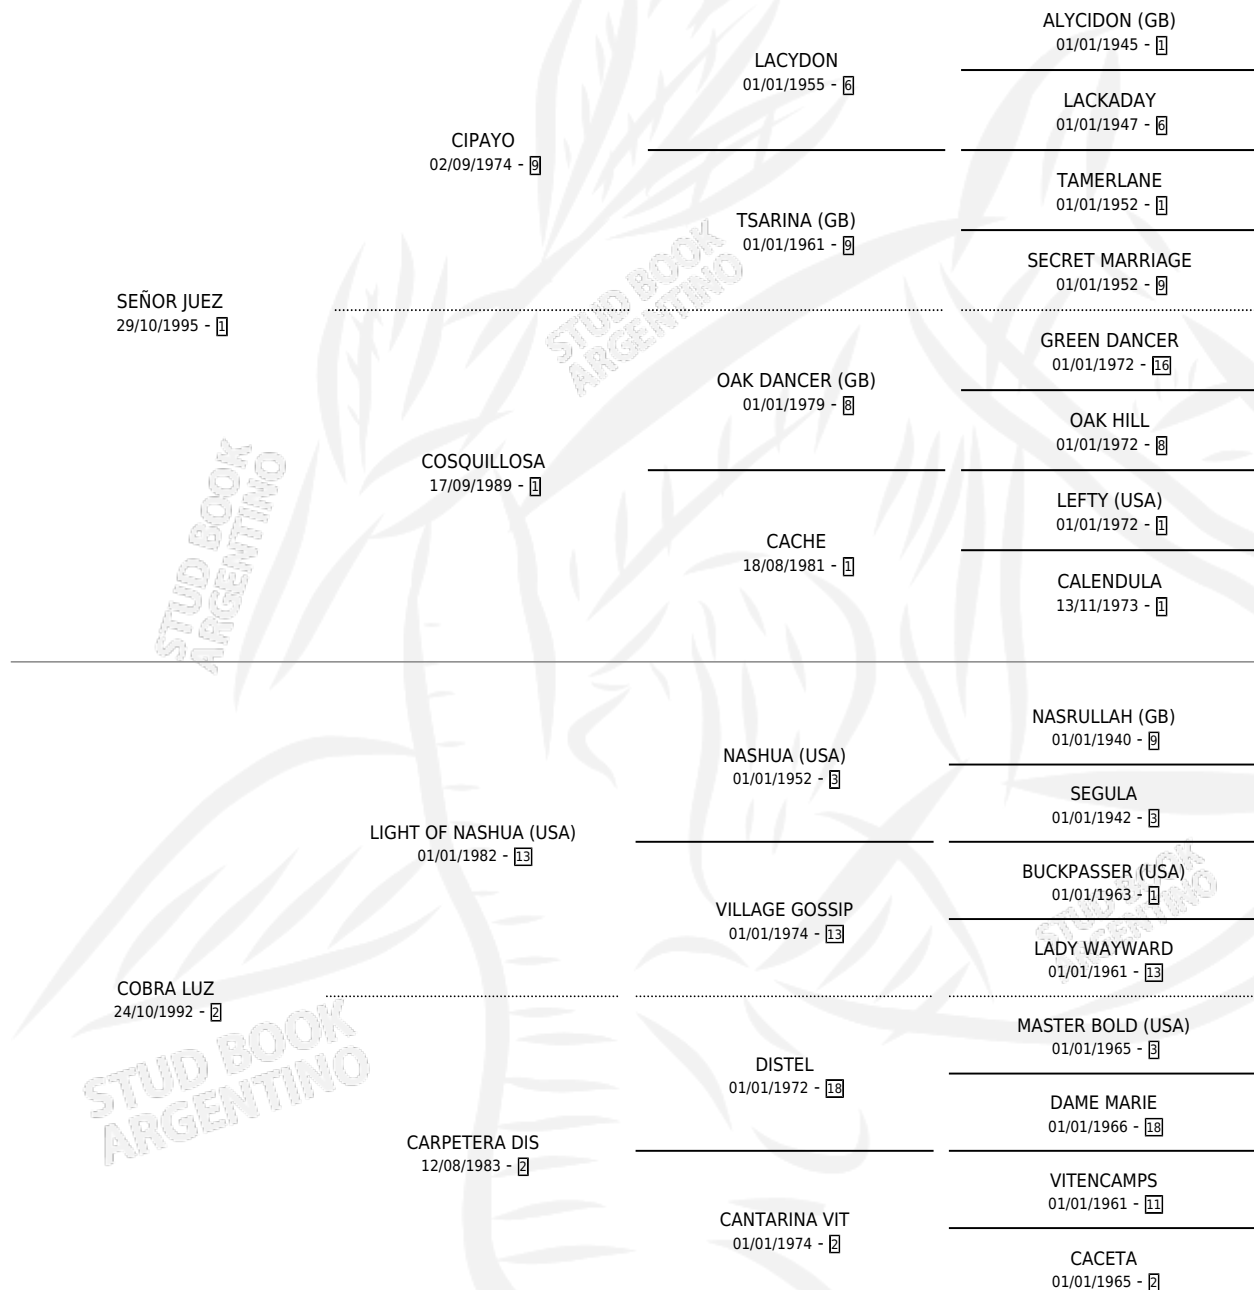 ALYCIDON (GB)
01/01/1945 - 1
LACYDON
01/01/1955 - 6
LACKADAY
01/01/1947 - 6
CIPAYO
02/09/1974 - 9
TAMERLANE
01/01/1952 - 1
TSARINA (GB)
01/01/1961 - 9
SECRET MARRIAGE
01/01/1952 - 9
SEÑOR JUEZ
29/10/1995 - 1
GREEN DANCER
01/01/1972 - 16
OAK DANCER (GB)
01/01/1979 - 8
OAK HILL
01/01/1972 - 8
COSQUILLOSA
17/09/1989 - 1
LEFTY (USA)
01/01/1972 - 1
CACHE
18/08/1981 - 1
CALENDULA
13/11/1973 - 1
STUD BOOK
ARGENTINO
STUD BOOK
ARGENTINO
NASRULLAH (GB)
01/01/1940 - 9
NASHUA (USA)
01/01/1952 - 3
SEGULA
01/01/1942 - 3
LIGHT OF NASHUA (USA)
01/01/1982 - 13
BUCKPASSER (USA)
01/01/1963 - 1
VILLAGE GOSSIP
01/01/1974 - 13
LADY WAYWARD
01/01/1961 - 13
COBRA LUZ
24/10/1992 - 2
MASTER BOLD (USA)
01/01/1965 - 3
DISTEL
01/01/1972 - 18
DAME MARIE
01/01/1966 - 18
CARPETERA DIS
12/08/1983 - 2
VITENCAMPS
01/01/1961 - 11
CANTARINA VIT
01/01/1974 - 2
CACETA
01/01/1965 - 2
STUD BOOK
ARGENTINO
STUD BOOK
ARGENTINO